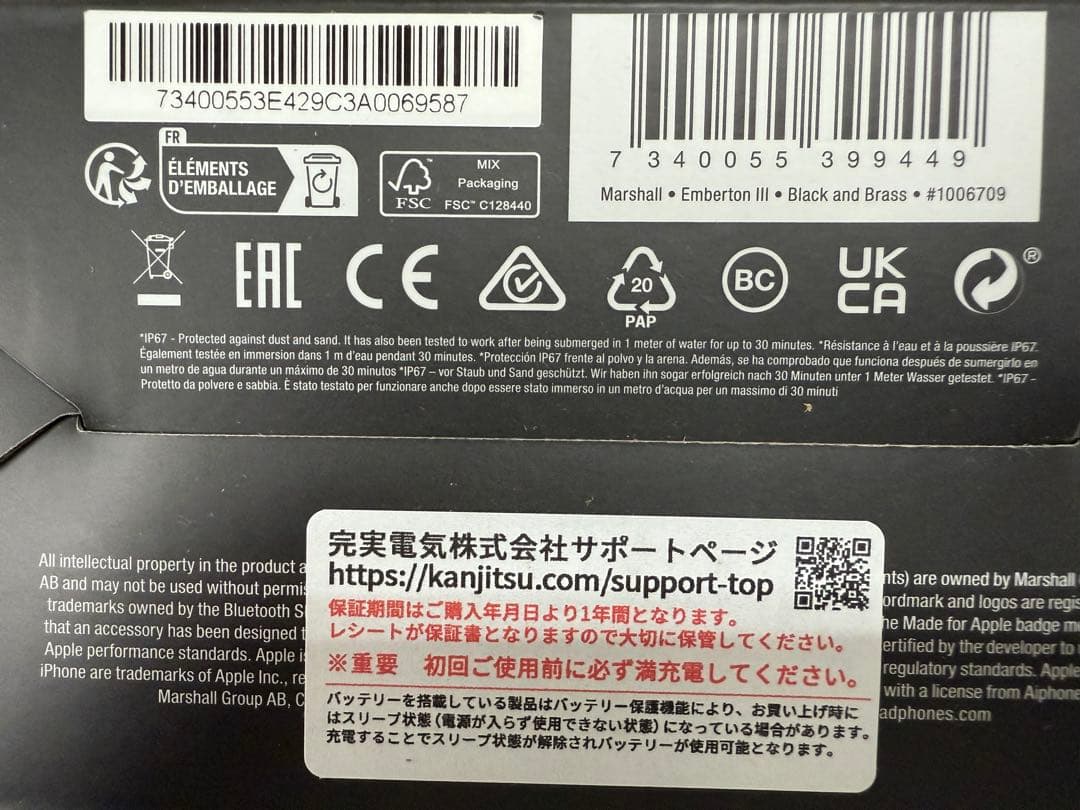 73400553E429C3A0069587
7 340055 399449
Marshall • Emberton III • Black and Brass • #1006709
FR
ÉLÉMENTS
D'EMBALLAGE
FSC™
MIX
Packaging
FSC™ C128440
EAC
CE
20
PAP
BC
UK
CA
®
*IP67 - Protected against dust and sand. It has also been tested to work after being submerged in 1 meter of water for up to 30 minutes. *Résistance à l'eau et à la poussière IP67.
Également testée en immersion dans 1 m d'eau pendant 30 minutes. *Protección IP67 frente al polvo y la arena. Además, se ha comprobado que funciona después de sumergirlo en
un metro de agua durante un máximo de 30 minutos *IP67 – vor Staub und Sand geschützt. Wir haben ihn sogar erfolgreich nach 30 Minuten unter 1 Meter Wasser getestet. *IP67 –
Protetto da polvere e sabbia. È stato testato per funzionare anche dopo essere stato immerso in un metro d'acqua per un massimo di 30 minuti
完実電気株式会社サポートページ
https://kanjitsu.com/support-top
保証期間はご購入年月日より1年間となります。
レシートが保証書となりますので大切に保管してください。
※重要 初回ご使用前に必ず満充電してください。
バッテリーを搭載している製品はバッテリー保護機能により、お買い上げ時に
はスリープ状態(電源が入らず使用できない状態)になっている場合があります。
充電することでスリープ状態が解除されバッテリーが使用可能となります。
All intellectual property in the product a
AB and may not be used without permis
trademarks owned by the Bluetooth S
that an accessory has been designed t
Apple performance standards. Apple i
iPhone are trademarks of Apple Inc., re
Marshall Group AB, C
nts) are owned by Marshall
ordmark and logos are regis
he Made for Apple badge me
ertified by the developer to
regulatory standards. Apple
with a license from Aiphone
adphones.com